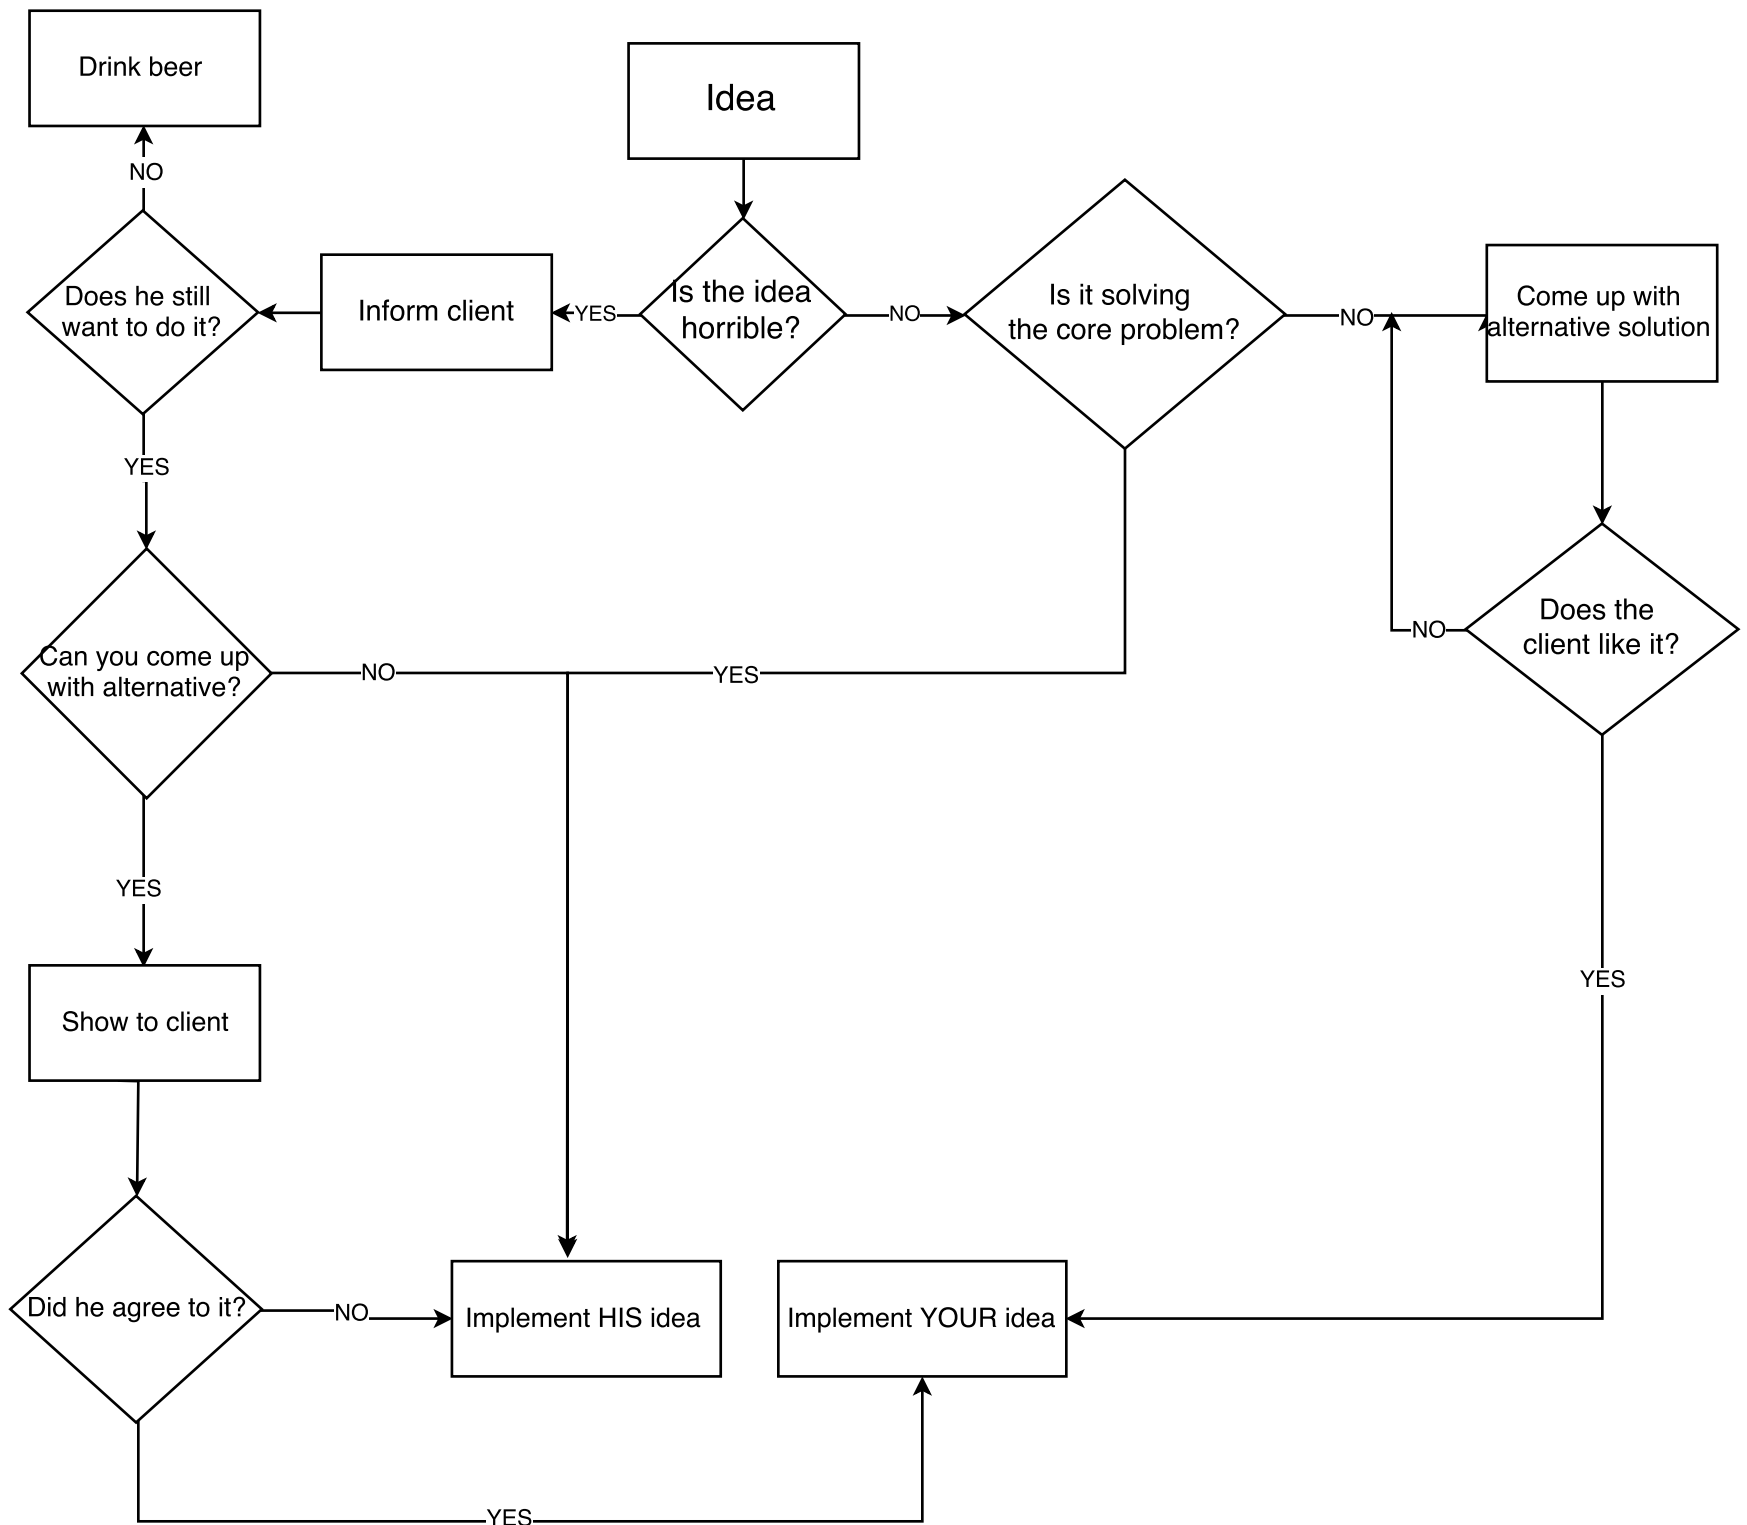 Drink beer
Idea
NO
Does he still
want to do it?
Inform client
YES
Is the idea
horrible?
NO
Is it solving
the core problem?
NO
Come up with
alternative solution
YES
Does the
client like it?
NO
Can you come up
with alternative?
NO
YES
YES
YES
Show to client
Did he agree to it?
NO
Implement HIS idea
Implement YOUR idea
YES